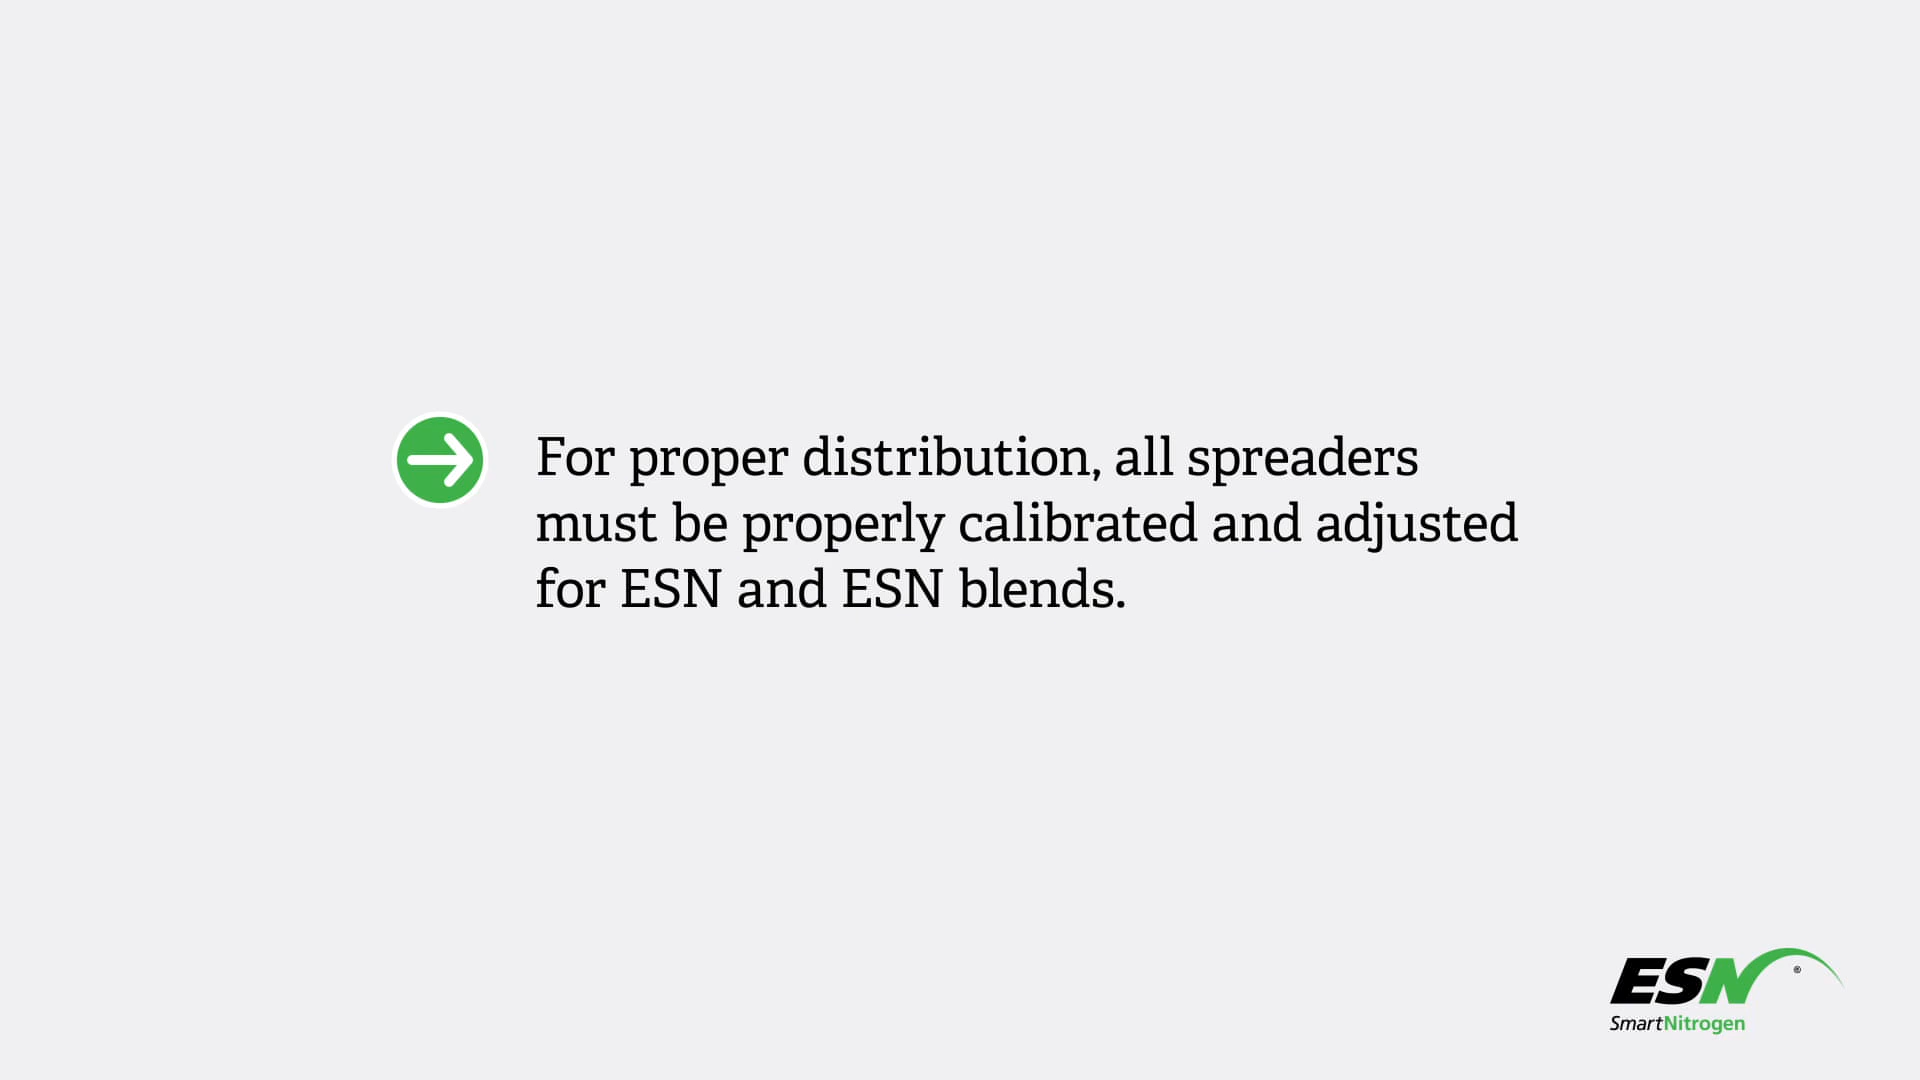 For proper distribution, all spreaders
must be properly calibrated and adjusted
for ESN and ESN blends.
ESN®
SmartNitrogen